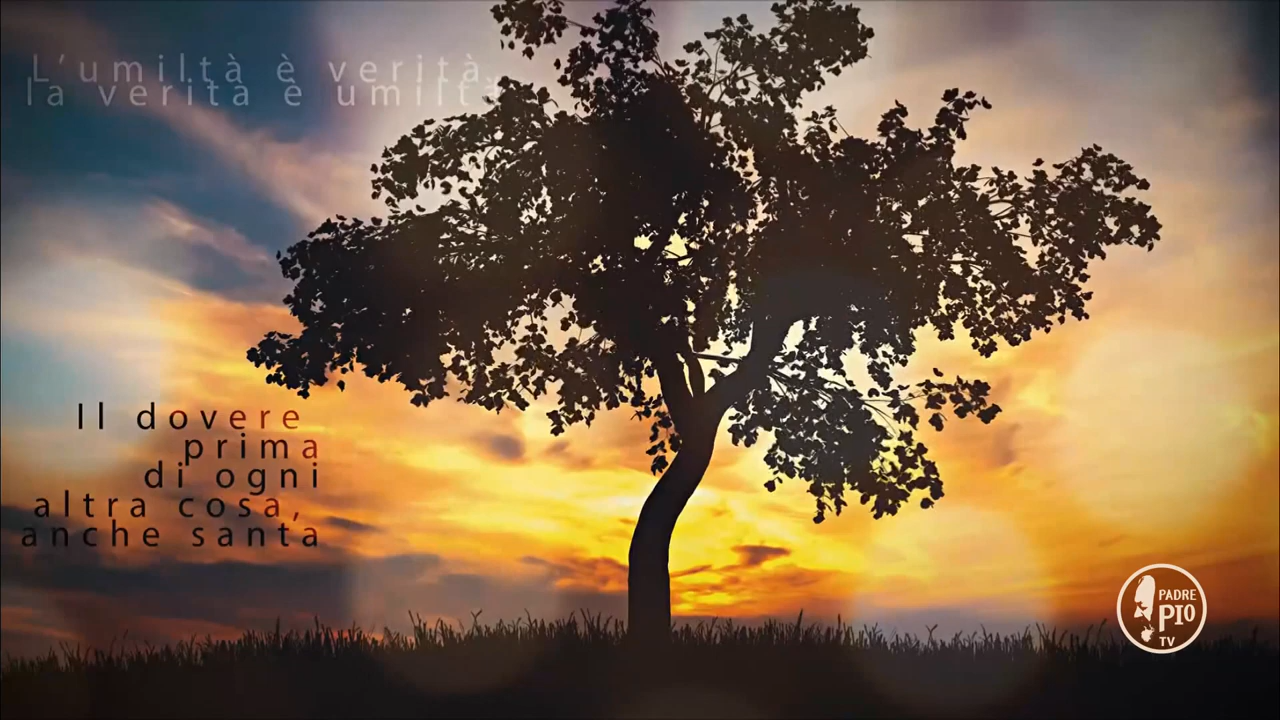 L'umiltà è verità,
la verità è umiltà
Il dovere
prima
di ogni
altra cosa,
anche santa
PADRE
PIO
TV